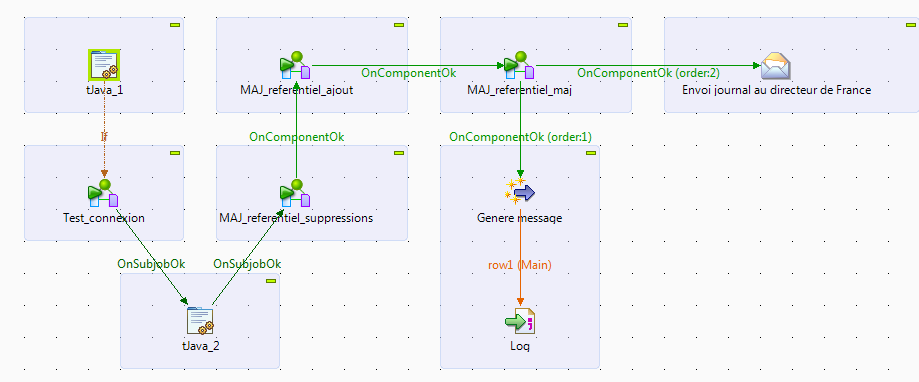 tJava_1
MAJ_referentiel_ajout
OnComponentOk
MAJ_referentiel_maj
OnComponentOk (order:2)
Envoi journal au directeur de France
If
OnComponentOk
OnComponentOk (order:1)
Test_connexion
MAJ_referentiel_suppressions
Genere message
OnSubjobOk
OnSubjobOk
row1 (Main)
tJava_2
Log